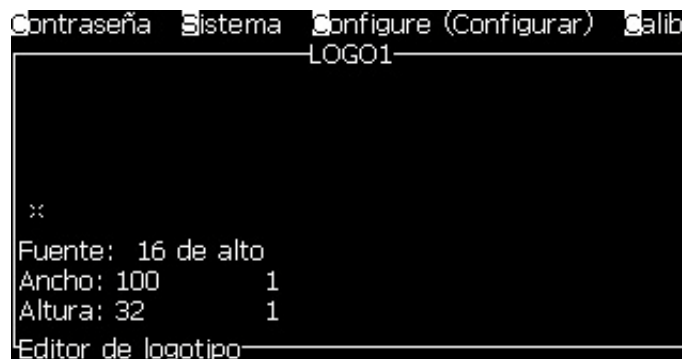 Contraseña Sistema Configure (Configurar) Calib
LOGO1
Fuente: 16 de alto
Ancho: 100 1
Altura: 32 1
Editor de logotipo